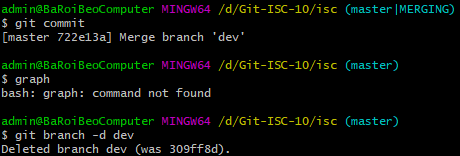 admin@BaRoiBeoComputer MINGW64 /d/Git-ISC-10/isc (master|MERGING)
$ git commit
[master 722e13a] Merge branch 'dev'
admin@BaRoiBeoComputer MINGW64 /d/Git-ISC-10/isc (master)
$ graph
bash: graph: command not found
admin@BaRoiBeoComputer MINGW64 /d/Git-ISC-10/isc (master)
$ git branch -d dev
Deleted branch dev (was 309ff8d).